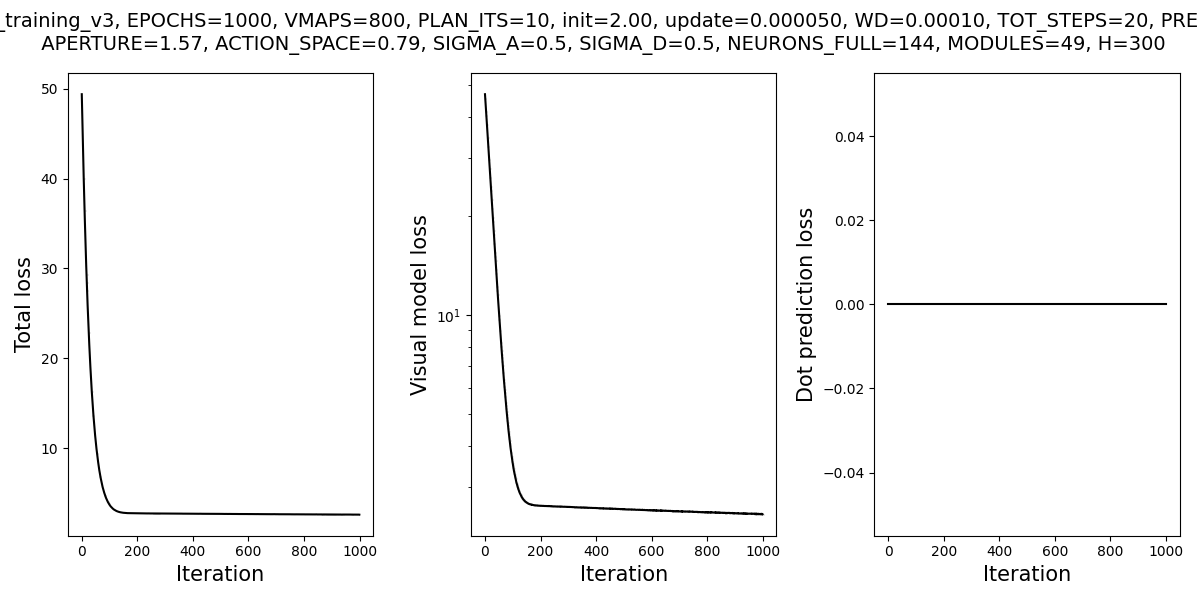 _training_v3, EPOCHS=1000, VMAPS=800, PLAN_ITS=10, init=2.00, update=0.000050, WD=0.00010, TOT_STEPS=20, PRE
APERTURE=1.57, ACTION_SPACE=0.79, SIGMA_A=0.5, SIGMA_D=0.5, NEURONS_FULL=144, MODULES=49, H=300
Total loss
50
40
30
20
10
0 200 400 600 800 1000
Iteration
Visual model loss
10^1
0 200 400 600 800 1000
Iteration
Dot prediction loss
0.04
0.02
0.00
−0.02
−0.04
0 200 400 600 800 1000
Iteration